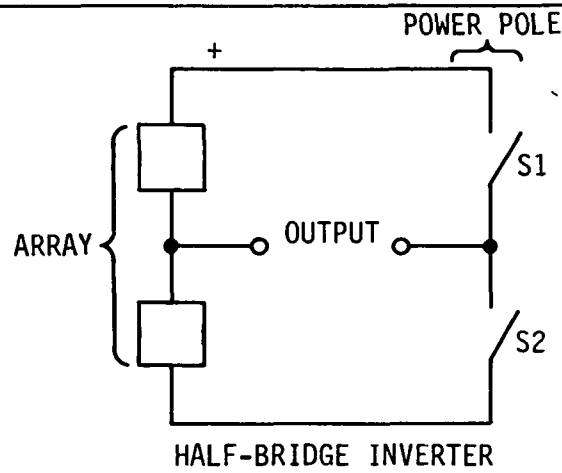 POWER POLE
+
S1
ARRAY
OUTPUT
S2
HALF-BRIDGE INVERTER